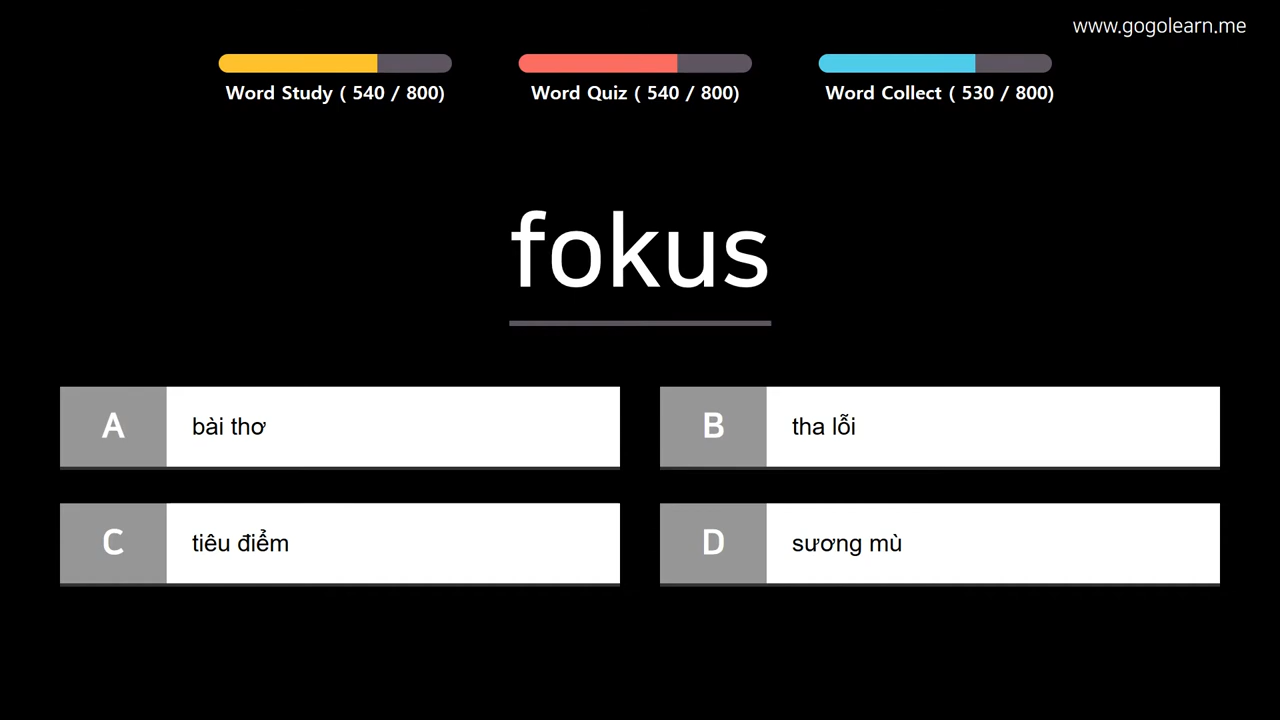 www.gogolearn.me
Word Study ( 540 / 800)
Word Quiz ( 540 / 800)
Word Collect ( 530 / 800)
fokus
A
bài thơ
B
tha lỗi
C
tiêu điểm
D
sương mù